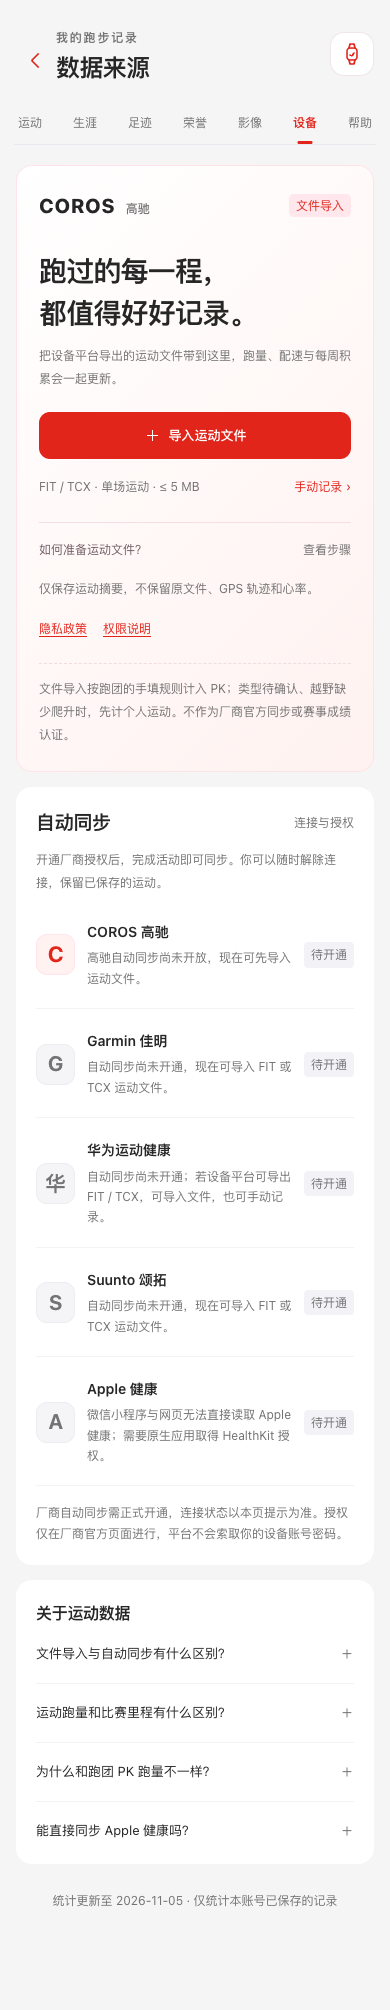 我的跑步记录
数据来源
运动 生涯 足迹 荣誉 影像 设备 帮助
COROS 高驰 文件导入
跑过的每一程，
都值得好好记录。
把设备平台导出的运动文件带到这里，跑量、配速与每周积
累会一起更新。
导入运动文件
FIT / TCX · 单场运动 · ≤ 5 MB 手动记录 ›
如何准备运动文件? 查看步骤
仅保存运动摘要，不保留原文件、GPS 轨迹和心率。
隐私政策 权限说明
文件导入按跑团的手填规则计入 PK；类型待确认、越野缺
少爬升时，先计个人运动。不作为厂商官方同步或赛事成绩
认证。
自动同步 连接与授权
开通厂商授权后，完成活动即可同步。你可以随时解除连
接，保留已保存的运动。
C
COROS 高驰
高驰自动同步尚未开放，现在可先导入
运动文件。
待开通
G
Garmin 佳明
自动同步尚未开通，现在可导入 FIT 或
TCX 运动文件。
待开通
华
华为运动健康
自动同步尚未开通；若设备平台可导出
FIT / TCX，可导入文件，也可手动记
录。
待开通
S
Suunto 颂拓
自动同步尚未开通，现在可导入 FIT 或
TCX 运动文件。
待开通
A
Apple 健康
微信小程序与网页无法直接读取 Apple
健康；需要原生应用取得 HealthKit 授
权。
待开通
厂商自动同步需正式开通，连接状态以本页提示为准。授权
仅在厂商官方页面进行，平台不会索取你的设备账号密码。
关于运动数据
文件导入与自动同步有什么区别?
运动跑量和比赛里程有什么区别?
为什么和跑团 PK 跑量不一样?
能直接同步 Apple 健康吗?
统计更新至 2026-11-05 · 仅统计本账号已保存的记录